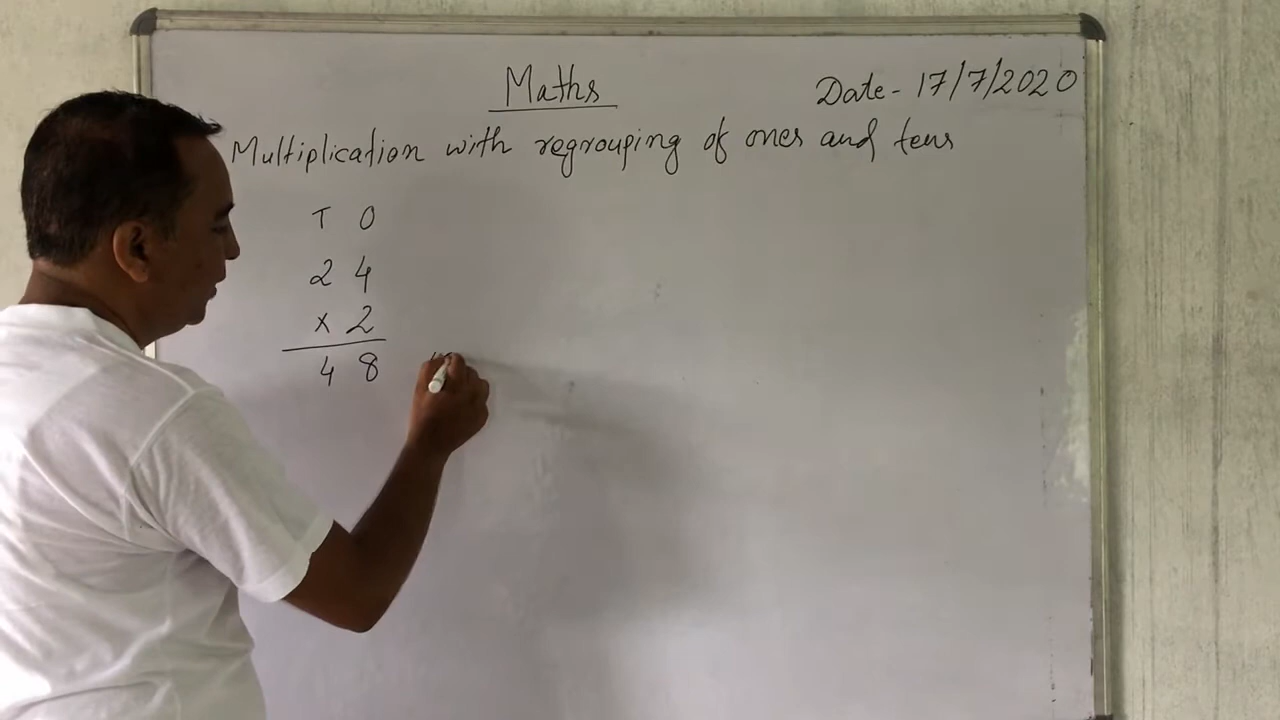 Maths
Date - 17/7/2020
Multiplication with regrouping of ones and tens
T O
2 4
x 2
4 8